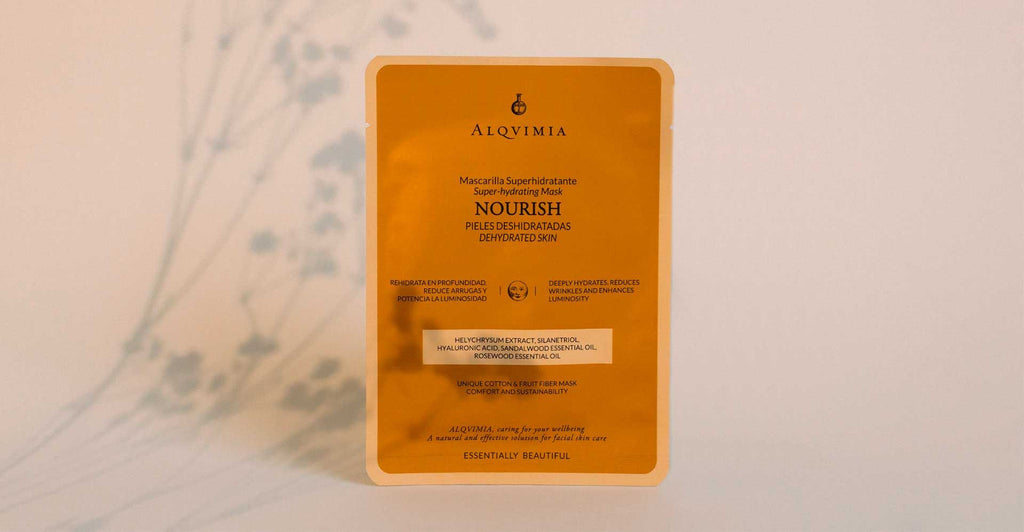 ALQVIMIA
Mascarilla Superhidratante
Super-hydrating Mask
NOURISH
PIELES DESHIDRATADAS
DEHYDRATED SKIN
REHIDRATA EN PROFUNDIDAD,
REDUCE ARRUGAS Y
POTENCIA LA LUMINOSIDAD
DEEPLY HYDRATES, REDUCES
WRINKLES AND ENHANCES
LUMINOSITY
HELYCHRYSUM EXTRACT, SILANETRIOL,
HYALURONIC ACID, SANDALWOOD ESSENTIAL OIL,
ROSEWOOD ESSENTIAL OIL
UNIQUE COTTON & FRUIT FIBER MASK
COMFORT AND SUSTAINABILITY
ALQVIMIA, caring for your wellbeing
A natural and effective solution for facial skin care
ESSENTIALLY BEAUTIFUL